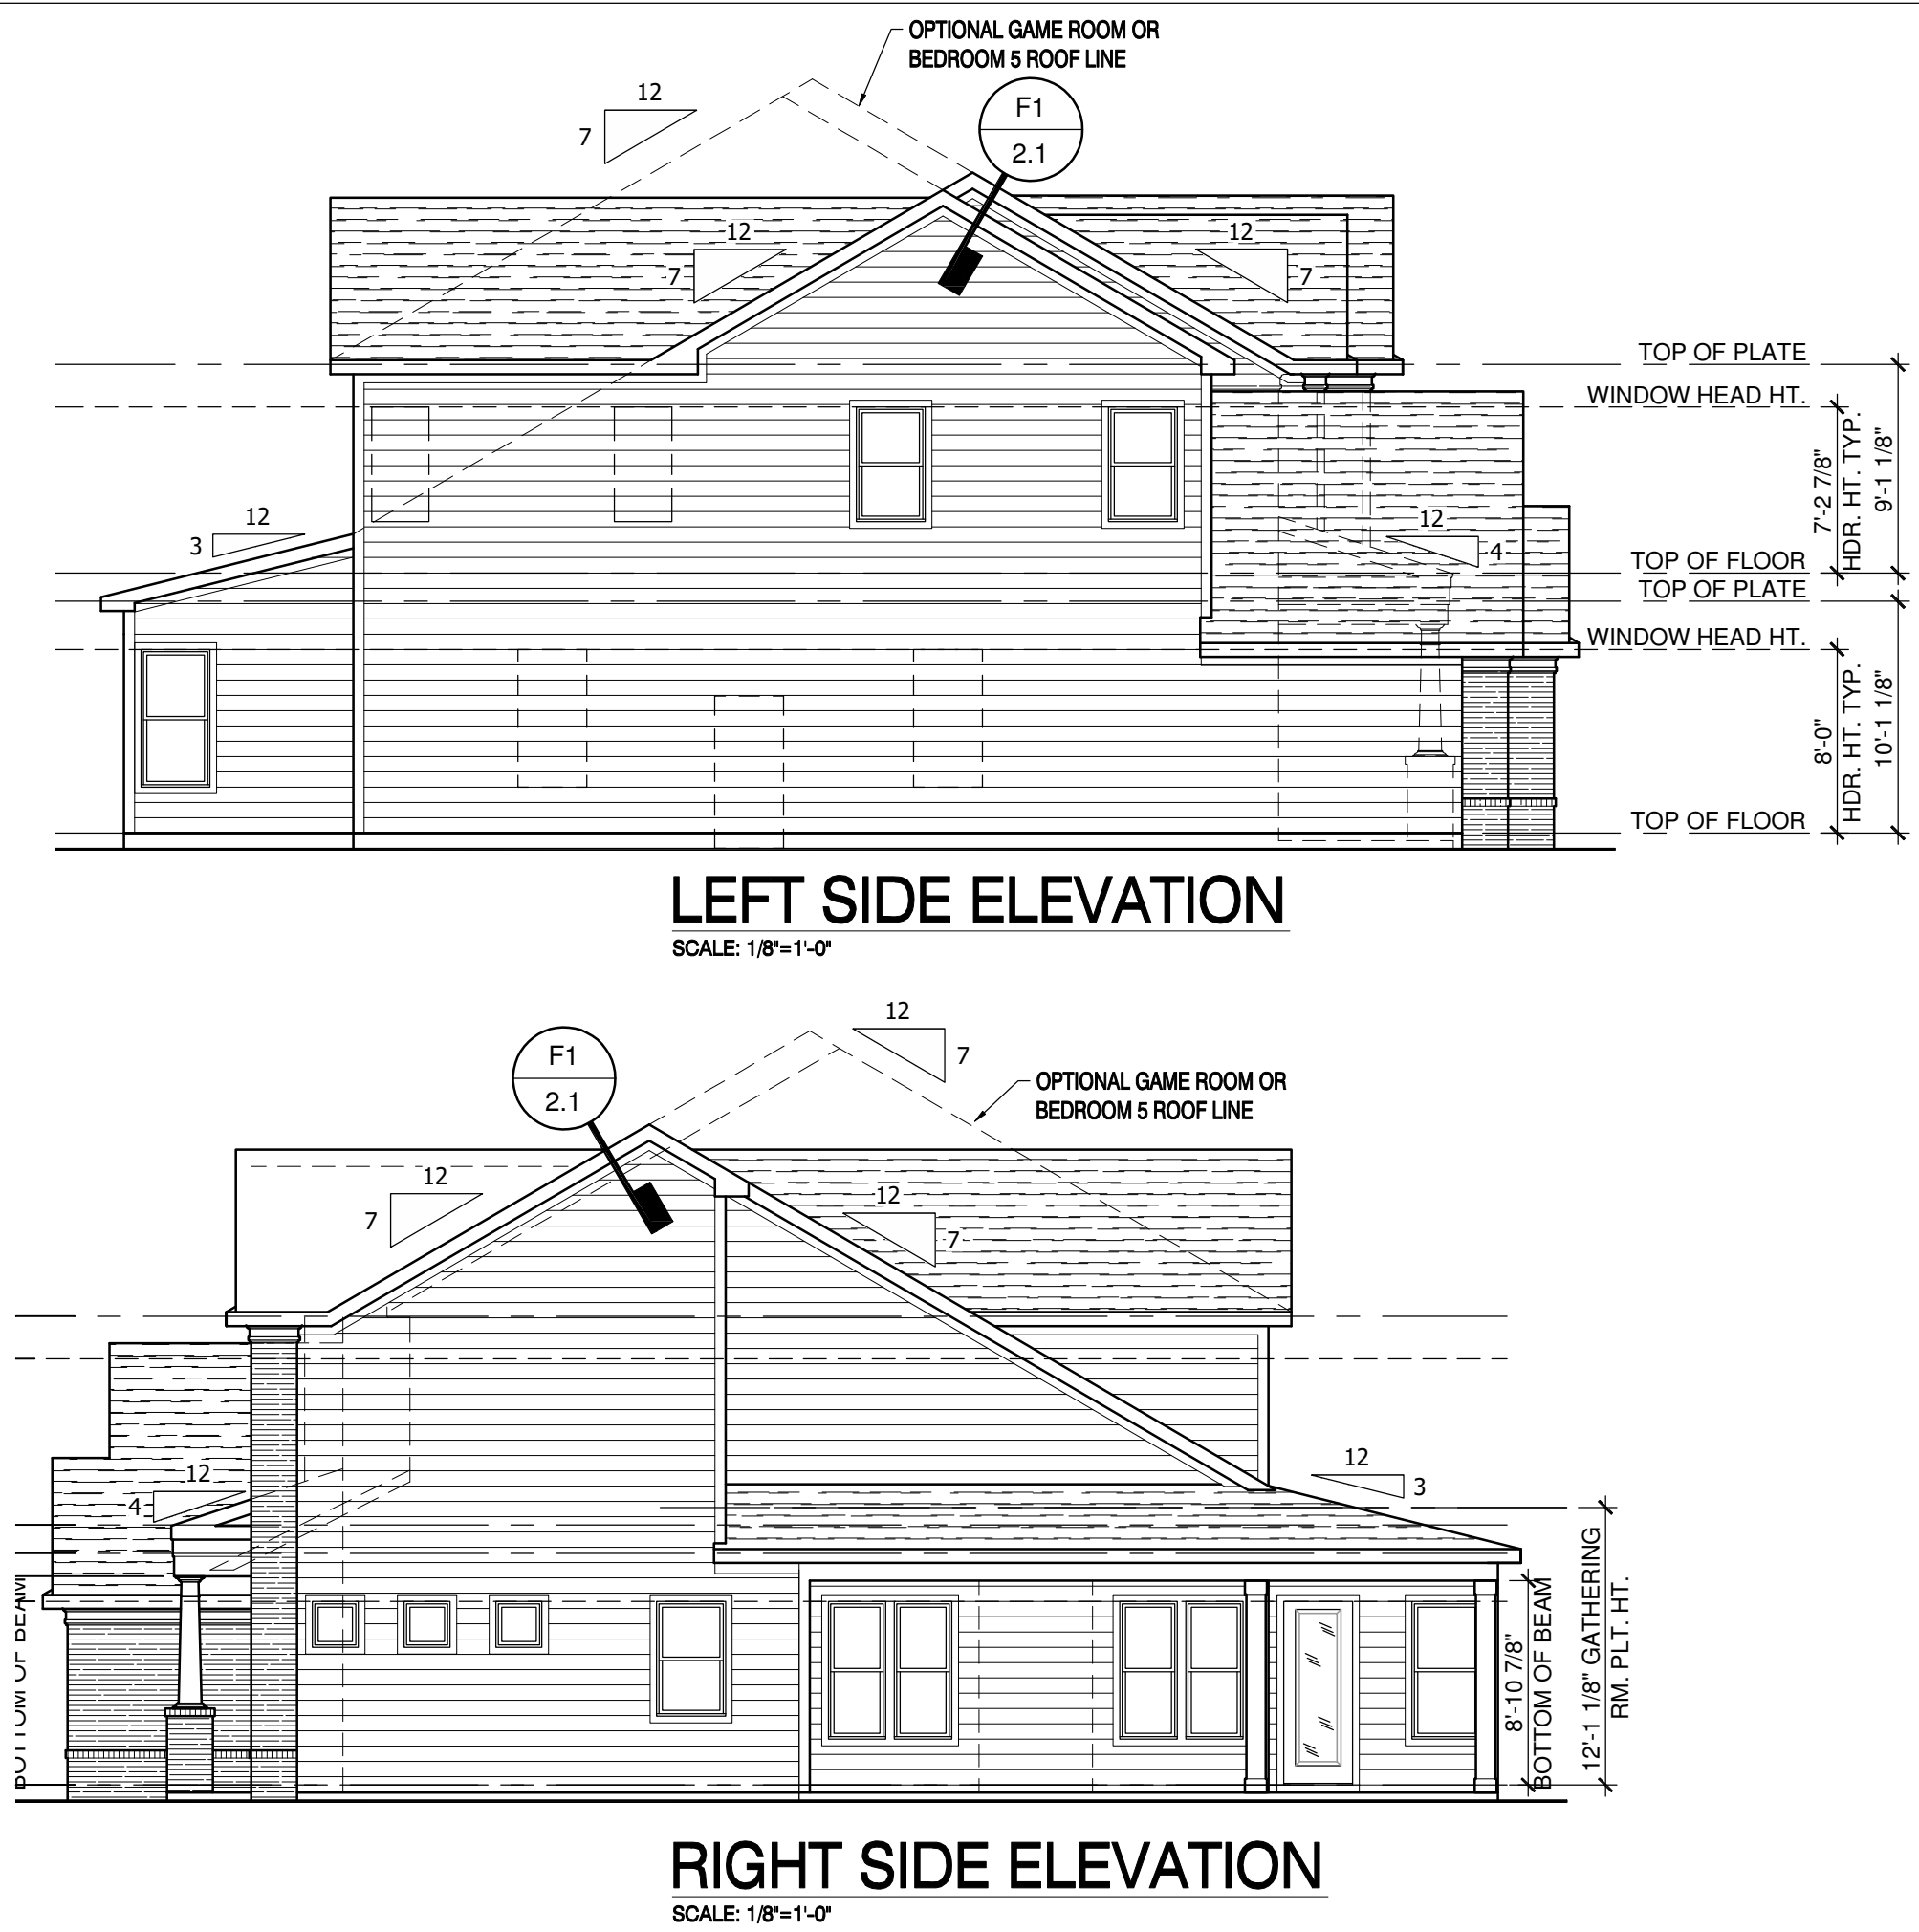 OPTIONAL GAME ROOM OR
BEDROOM 5 ROOF LINE
12
7
F1
2.1
12
7
12
7
TOP OF PLATE
WINDOW HEAD HT.
7'-2 7/8"
HDR. HT. TYP.
9'-1 1/8"
12
3
12
4
TOP OF FLOOR
TOP OF PLATE
WINDOW HEAD HT.
8'-0"
HDR. HT. TYP.
10'-1 1/8"
TOP OF FLOOR
LEFT SIDE ELEVATION
SCALE: 1/8"=1'-0"
12
7
F1
2.1
OPTIONAL GAME ROOM OR
BEDROOM 5 ROOF LINE
12
7
12
7
12
3
12
4
BOTTOM OF BEAM
8'-10 7/8"
BOTTOM OF BEAM
12'-1 1/8" GATHERING
RM. PLT. HT.
RIGHT SIDE ELEVATION
SCALE: 1/8"=1'-0"